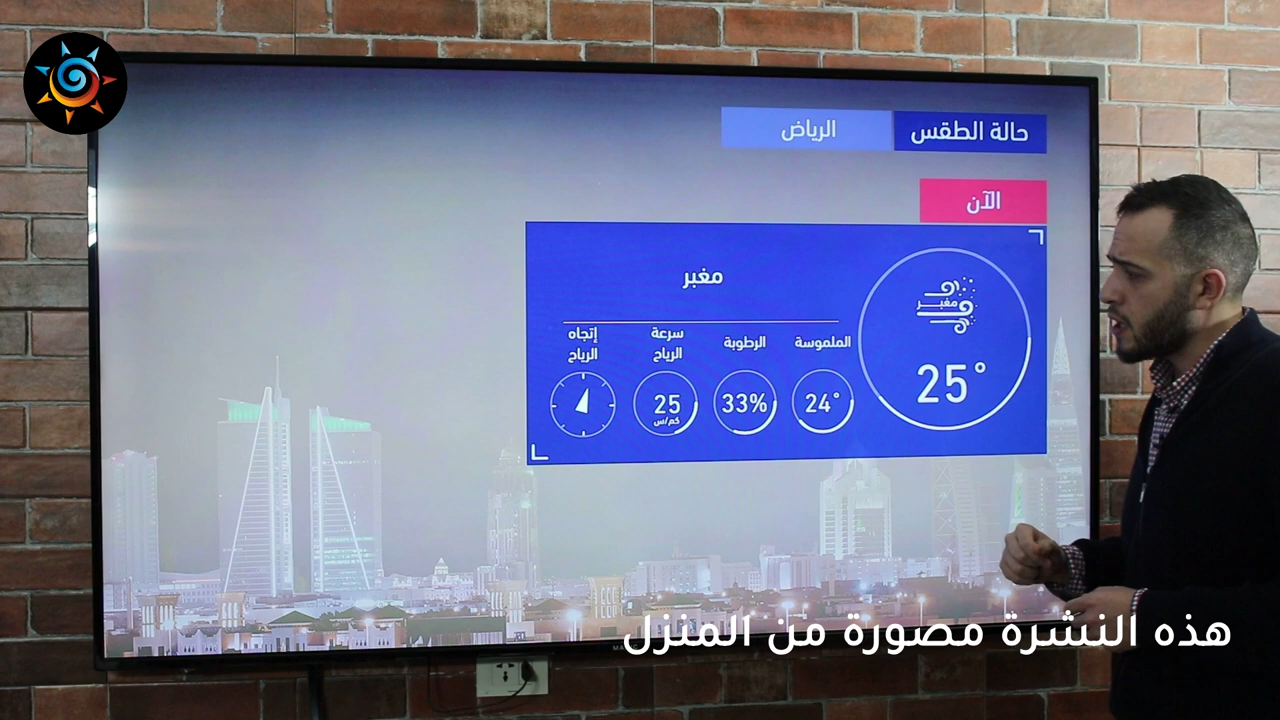 حالة الطقس الرياض
الآن
مغبر
مغبر
25°
الملموسة الرطوبة سرعة الرياح إتجاه الرياح
24° 33% 25 كم/س
هذه النشرة مصورة من المنزل